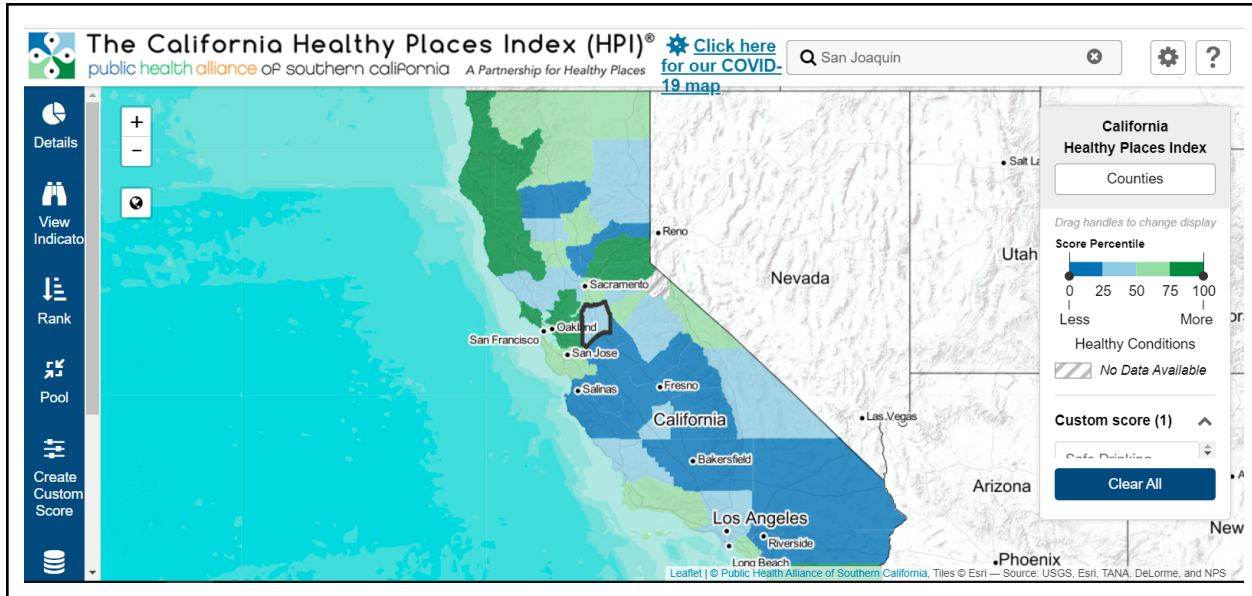 The California Healthy Places Index (HPI)®
public health alliance of southern california A Partnership for Healthy Places
Click here
for our COVID-
19 map
San Joaquin
?
Details
View
Indicato
Rank
Pool
Create
Custom
Score
+
−
Reno
Sacramento
Oakland
San Francisco
San Jose
Salinas
Fresno
California
Bakersfield
Los Angeles
Riverside
Long Beach
Nevada
Las Vegas
Salt La
Utah
Arizona
Phoenix
New
California
Healthy Places Index
Counties
Drag handles to change display
Score Percentile
0 25 50 75 100
Less More
Healthy Conditions
No Data Available
Custom score (1)
Clear All
Leaflet | © Public Health Alliance of Southern California, Tiles © Esri — Source: USGS, Esri, TANA, DeLorme, and NPS